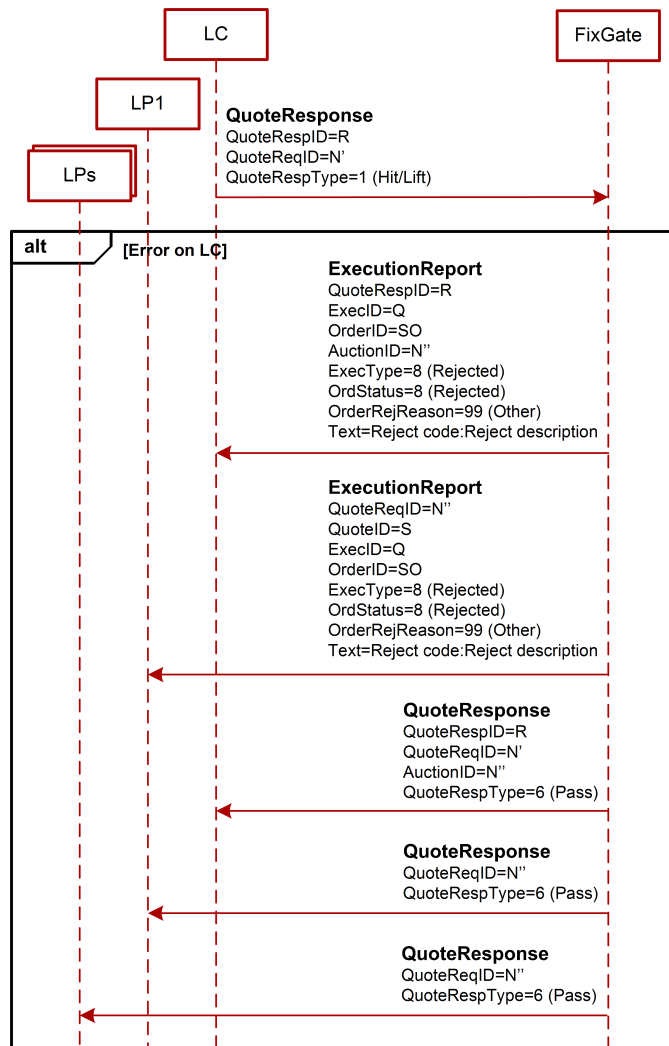 LC
FixGate
LP1
LPs
QuoteResponse
QuoteRespID=R
QuoteReqID=N’
QuoteRespType=1 (Hit/Lift)
alt
[Error on LC]
ExecutionReport
QuoteRespID=R
ExecID=Q
OrderID=SO
AuctionID=N’’
ExecType=8 (Rejected)
OrdStatus=8 (Rejected)
OrderRejReason=99 (Other)
Text=Reject code:Reject description
ExecutionReport
QuoteReqID=N’’
QuoteID=S
ExecID=Q
OrderID=SO
ExecType=8 (Rejected)
OrdStatus=8 (Rejected)
OrderRejReason=99 (Other)
Text=Reject code:Reject description
QuoteResponse
QuoteRespID=R
QuoteReqID=N’
AuctionID=N’’
QuoteRespType=6 (Pass)
QuoteResponse
QuoteReqID=N’’
QuoteRespType=6 (Pass)
QuoteResponse
QuoteReqID=N’’
QuoteRespType=6 (Pass)